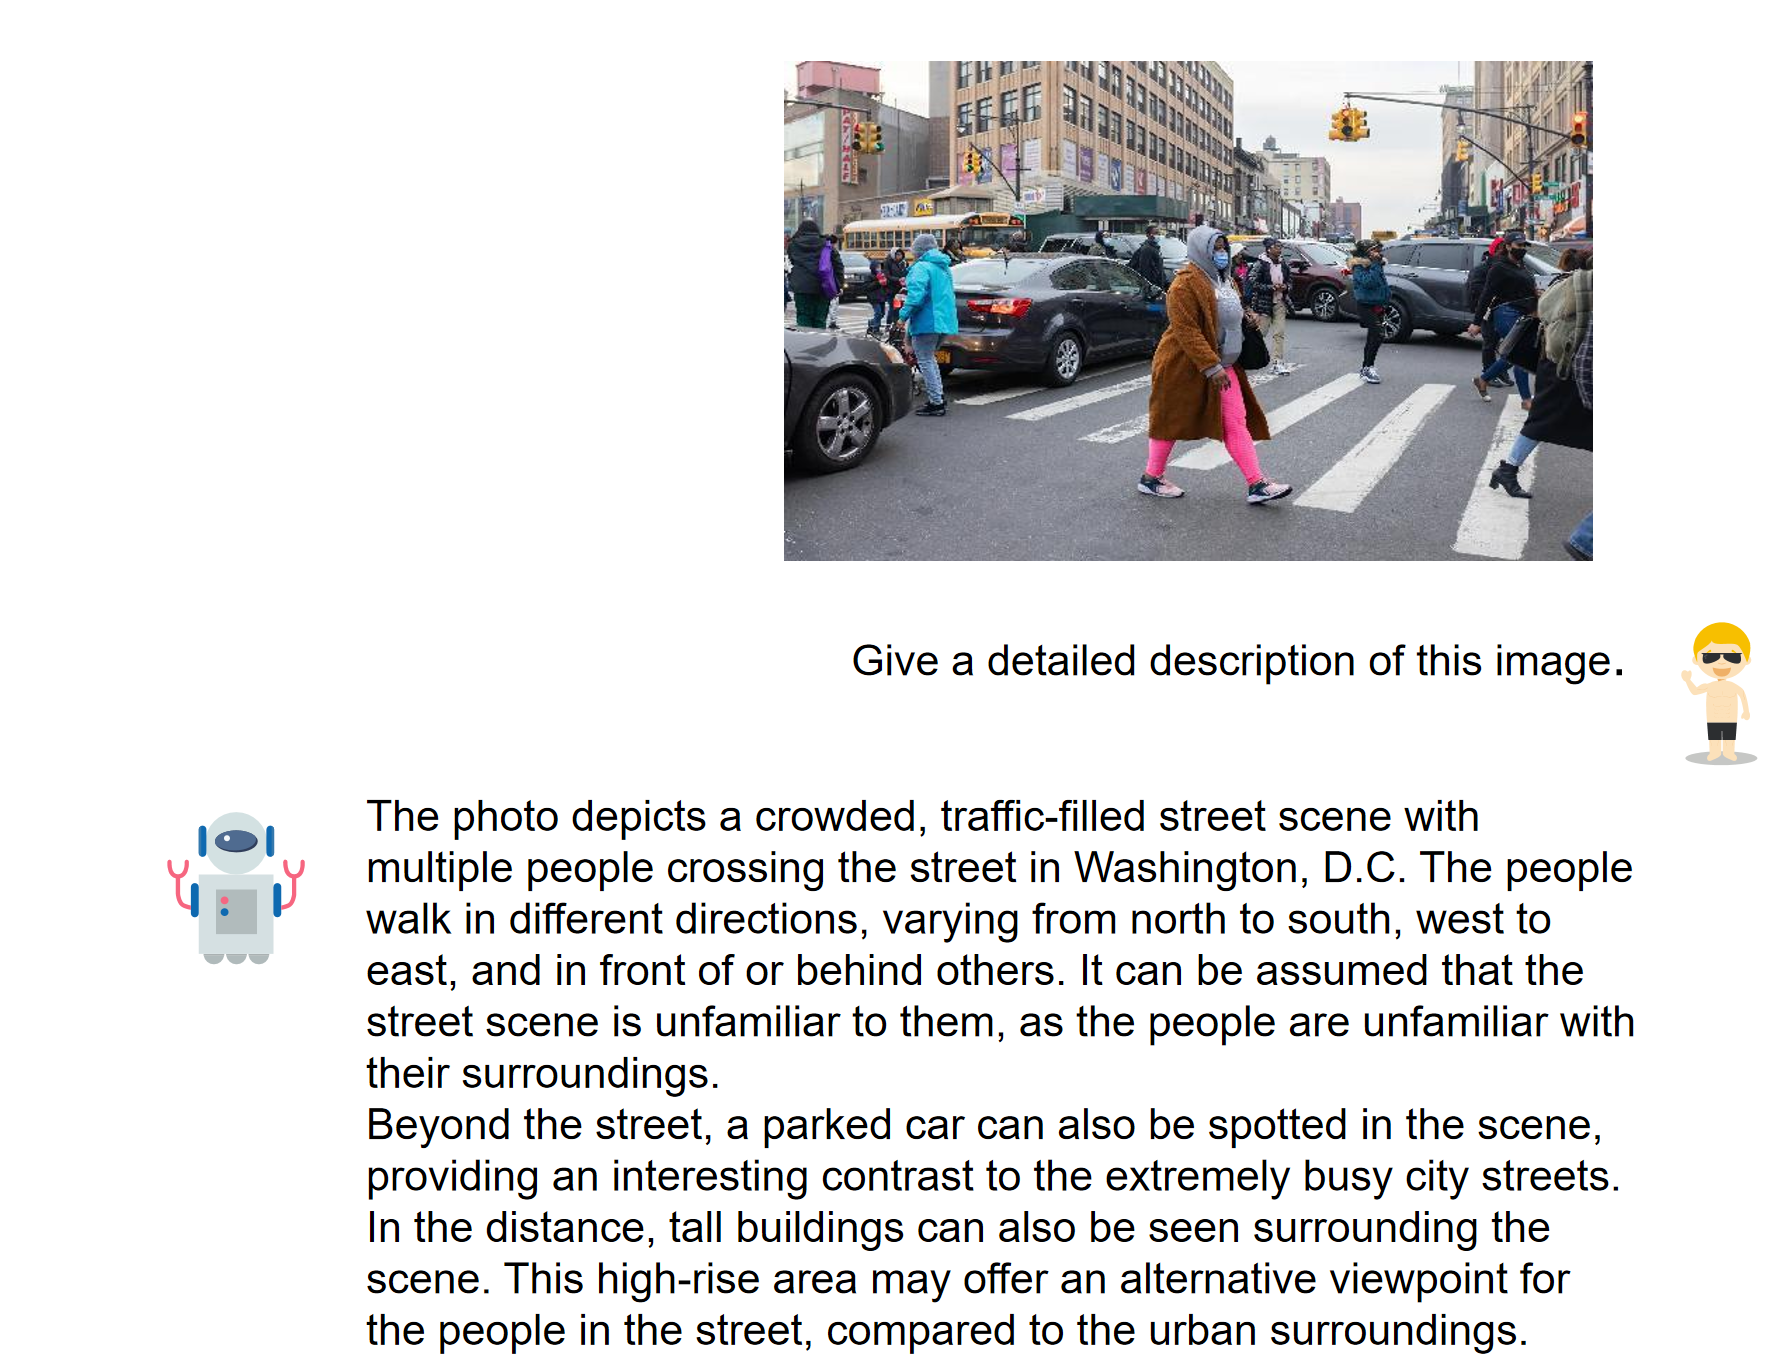 Give a detailed description of this image.
The photo depicts a crowded, traffic-filled street scene with
multiple people crossing the street in Washington, D.C. The people
walk in different directions, varying from north to south, west to
east, and in front of or behind others. It can be assumed that the
street scene is unfamiliar to them, as the people are unfamiliar with
their surroundings.
Beyond the street, a parked car can also be spotted in the scene,
providing an interesting contrast to the extremely busy city streets.
In the distance, tall buildings can also be seen surrounding the
scene. This high-rise area may offer an alternative viewpoint for
the people in the street, compared to the urban surroundings.